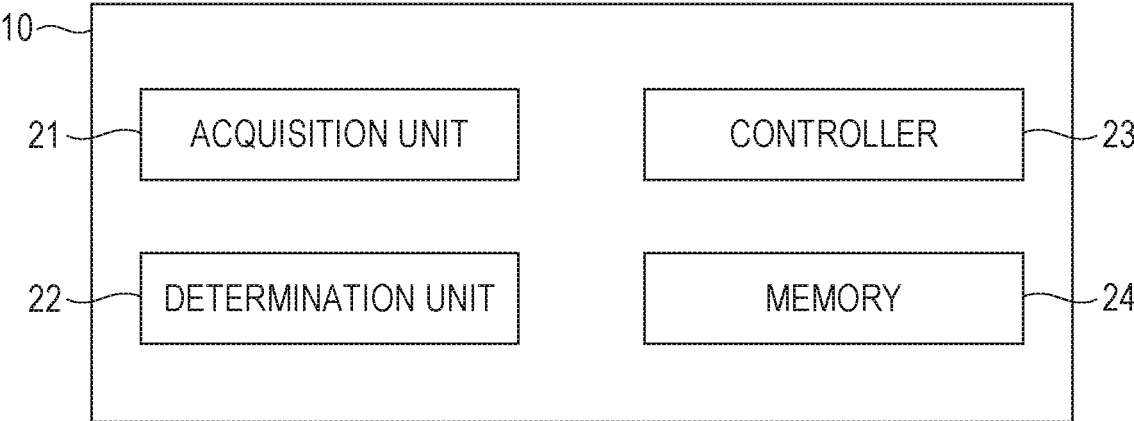 10
21 ACQUISITION UNIT CONTROLLER 23
22 DETERMINATION UNIT MEMORY 24